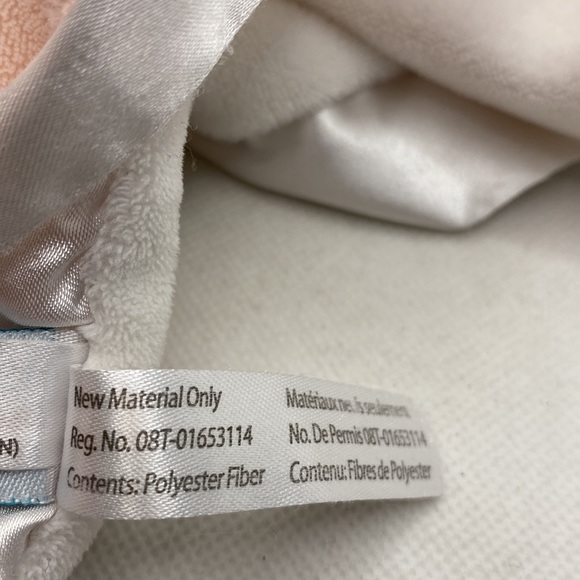 New Material Only
Reg. No. 08T-01653114
Contents: Polyester Fiber
Matériaux seulement
No. De Permis 08T-01653114
Contenu: Fibres de Polyester
N)